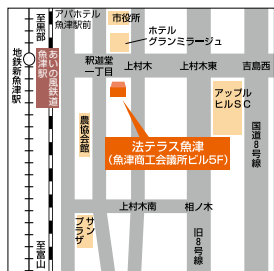 至黒部
アパホテル
魚津駅前
市役所
ホテル
グランミラージュ
地鉄新魚津駅
あいの風鉄道
魚津駅
釈迦堂
一丁目
上村木
上村木東
吉島西
アップル
ヒルSC
農協会館
法テラス魚津
(魚津商工会議所ビル5F)
国道8号線
上村木南
相ノ木
サン
プラザ
旧8号線
至富山